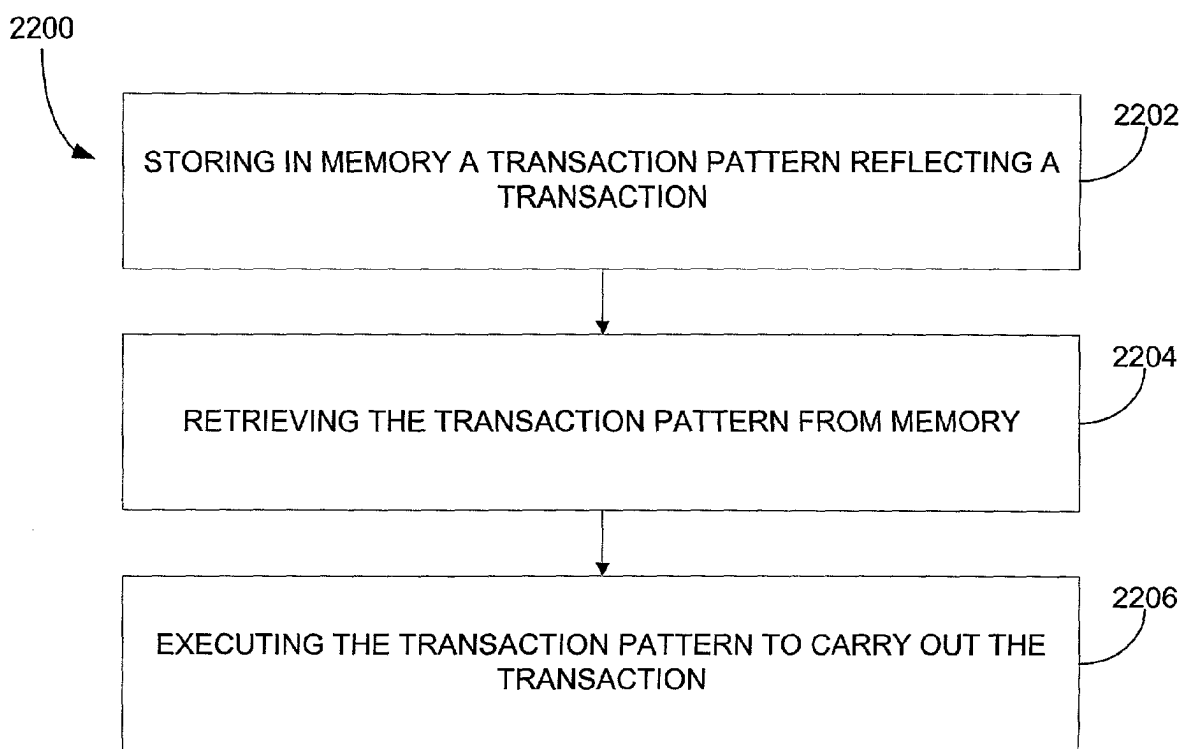 2200
2202
STORING IN MEMORY A TRANSACTION PATTERN REFLECTING A
TRANSACTION
2204
RETRIEVING THE TRANSACTION PATTERN FROM MEMORY
2206
EXECUTING THE TRANSACTION PATTERN TO CARRY OUT THE
TRANSACTION